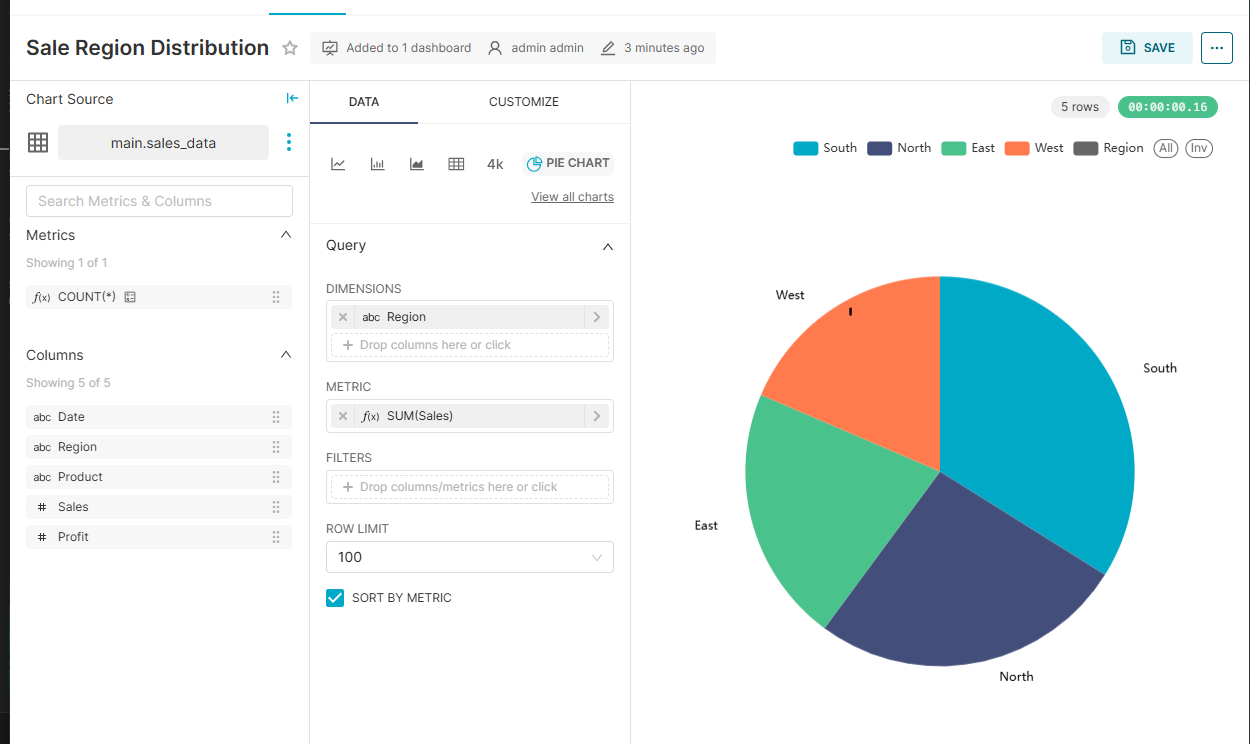 Sale Region Distribution
Added to 1 dashboard
admin admin
3 minutes ago
SAVE
...
Chart Source
main.sales_data
Search Metrics & Columns
Metrics
Showing 1 of 1
f(x) COUNT(*)
Columns
Showing 5 of 5
abc Date
abc Region
abc Product
# Sales
# Profit
DATA
CUSTOMIZE
4k
PIE CHART
View all charts
Query
DIMENSIONS
abc Region
+ Drop columns here or click
METRIC
f(x) SUM(Sales)
FILTERS
+ Drop columns/metrics here or click
ROW LIMIT
100
SORT BY METRIC
5 rows
00:00:00.16
South North East West Region All Inv
West
South
East
North